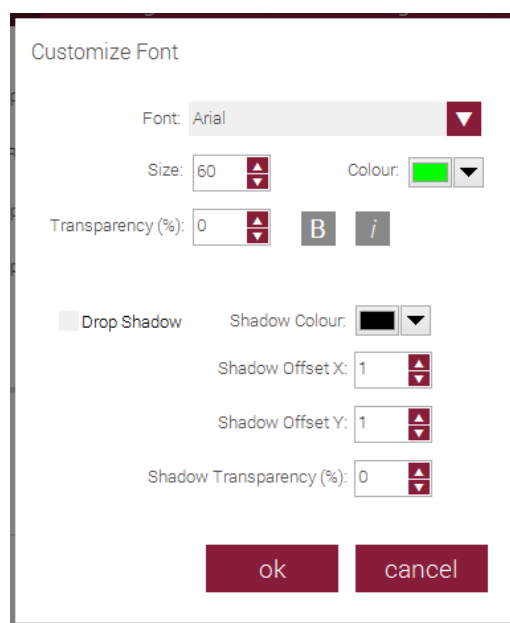 Customize Font
Font: Arial
Size: 60 Colour:
Transparency (%): 0 B i
Drop Shadow Shadow Colour:
Shadow Offset X: 1
Shadow Offset Y: 1
Shadow Transparency (%): 0
ok cancel